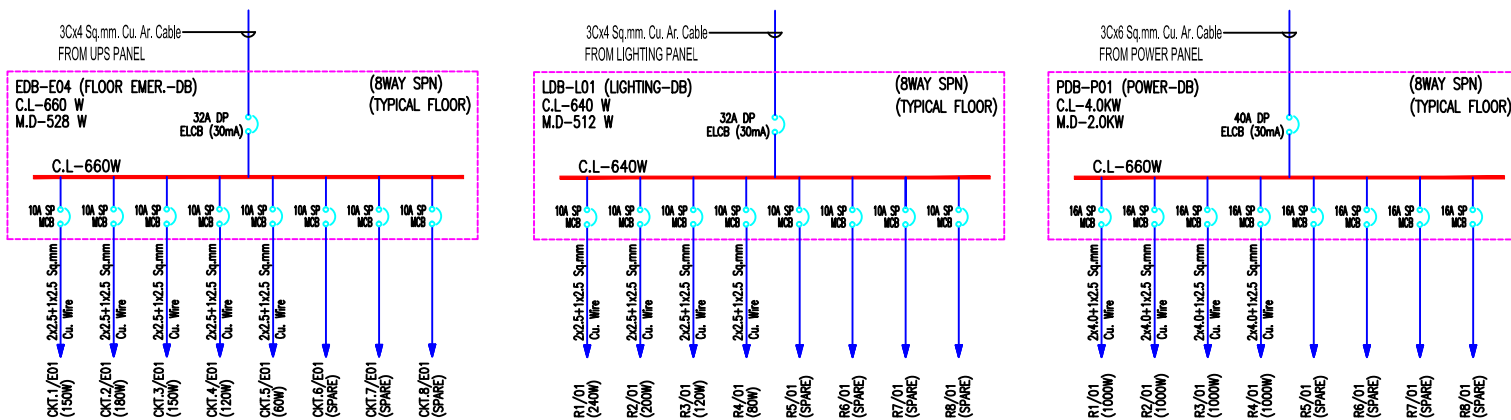 3Cx4 Sq.mm. Cu. Ar. Cable
FROM UPS PANEL
EDB-E04 (FLOOR EMER.-DB)
C.L-660 W
M.D-528 W
(8WAY SPN)
(TYPICAL FLOOR)
32A DP
ELCB (30mA)
C.L-660W
10A SP
MCB
10A SP
MCB
10A SP
MCB
10A SP
MCB
10A SP
MCB
10A SP
MCB
10A SP
MCB
10A SP
MCB
2x2.5+1x2.5 Sq.mm
Cu. Wire
2x2.5+1x2.5 Sq.mm
Cu. Wire
2x2.5+1x2.5 Sq.mm
Cu. Wire
2x2.5+1x2.5 Sq.mm
Cu. Wire
2x2.5+1x2.5 Sq.mm
Cu. Wire
CKT.1/E01
(150W)
CKT.2/E01
(180W)
CKT.3/E01
(150W)
CKT.4/E01
(120W)
CKT.5/E01
(60W)
CKT.6/E01
(SPARE)
CKT.7/E01
(SPARE)
CKT.8/E01
(SPARE)
3Cx4 Sq.mm. Cu. Ar. Cable
FROM LIGHTING PANEL
LDB-L01 (LIGHTING-DB)
C.L-640 W
M.D-512 W
(8WAY SPN)
(TYPICAL FLOOR)
32A DP
ELCB (30mA)
C.L-640W
10A SP
MCB
10A SP
MCB
10A SP
MCB
10A SP
MCB
10A SP
MCB
10A SP
MCB
10A SP
MCB
10A SP
MCB
2x2.5+1x2.5 Sq.mm
Cu. Wire
2x2.5+1x2.5 Sq.mm
Cu. Wire
2x2.5+1x2.5 Sq.mm
Cu. Wire
2x2.5+1x2.5 Sq.mm
Cu. Wire
R1/01
(240W)
R2/01
(200W)
R3/01
(120W)
R4/01
(80W)
R5/01
(SPARE)
R6/01
(SPARE)
R7/01
(SPARE)
R8/01
(SPARE)
3Cx6 Sq.mm. Cu. Ar. Cable
FROM POWER PANEL
PDB-P01 (POWER-DB)
C.L-4.0KW
M.D-2.0KW
(8WAY SPN)
(TYPICAL FLOOR)
40A DP
ELCB (30mA)
C.L-660W
16A SP
MCB
16A SP
MCB
16A SP
MCB
16A SP
MCB
16A SP
MCB
16A SP
MCB
16A SP
MCB
16A SP
MCB
2x4.0+1x2.5 Sq.mm
Cu. Wire
2x4.0+1x2.5 Sq.mm
Cu. Wire
2x4.0+1x2.5 Sq.mm
Cu. Wire
2x4.0+1x2.5 Sq.mm
Cu. Wire
R1/01
(1000W)
R2/01
(1000W)
R3/01
(1000W)
R4/01
(1000W)
R5/01
(SPARE)
R6/01
(SPARE)
R7/01
(SPARE)
R8/01
(SPARE)